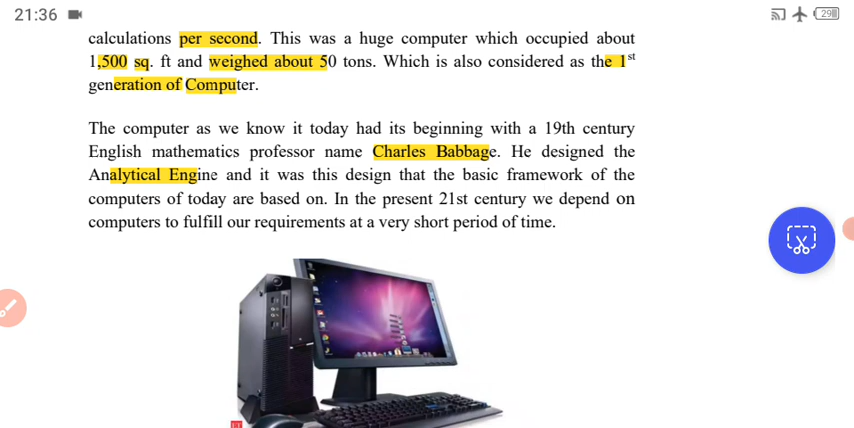 21:36
29
calculations per second. This was a huge computer which occupied about
1,500 sq. ft and weighed about 50 tons. Which is also considered as the 1st
generation of Computer.
The computer as we know it today had its beginning with a 19th century
English mathematics professor name Charles Babbage. He designed the
Analytical Engine and it was this design that the basic framework of the
computers of today are based on. In the present 21st century we depend on
computers to fulfill our requirements at a very short period of time.